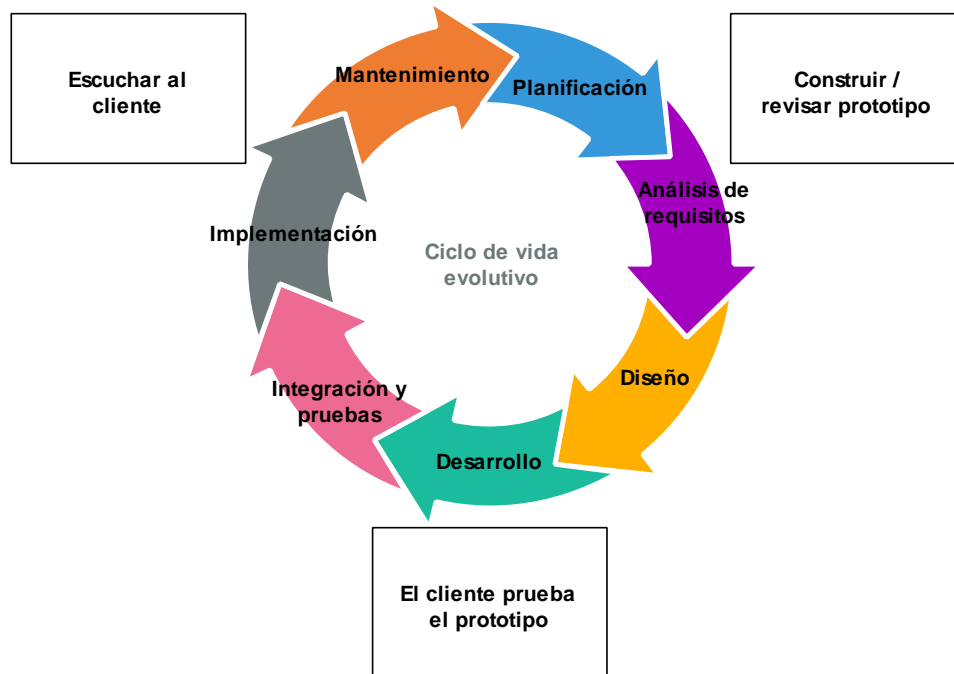 Escuchar al
cliente
Mantenimiento
Planificación
Construir /
revisar prototipo
Análisis de
requisitos
Implementación
Ciclo de vida
evolutivo
Diseño
Integración y
pruebas
Desarrollo
El cliente prueba
el prototipo